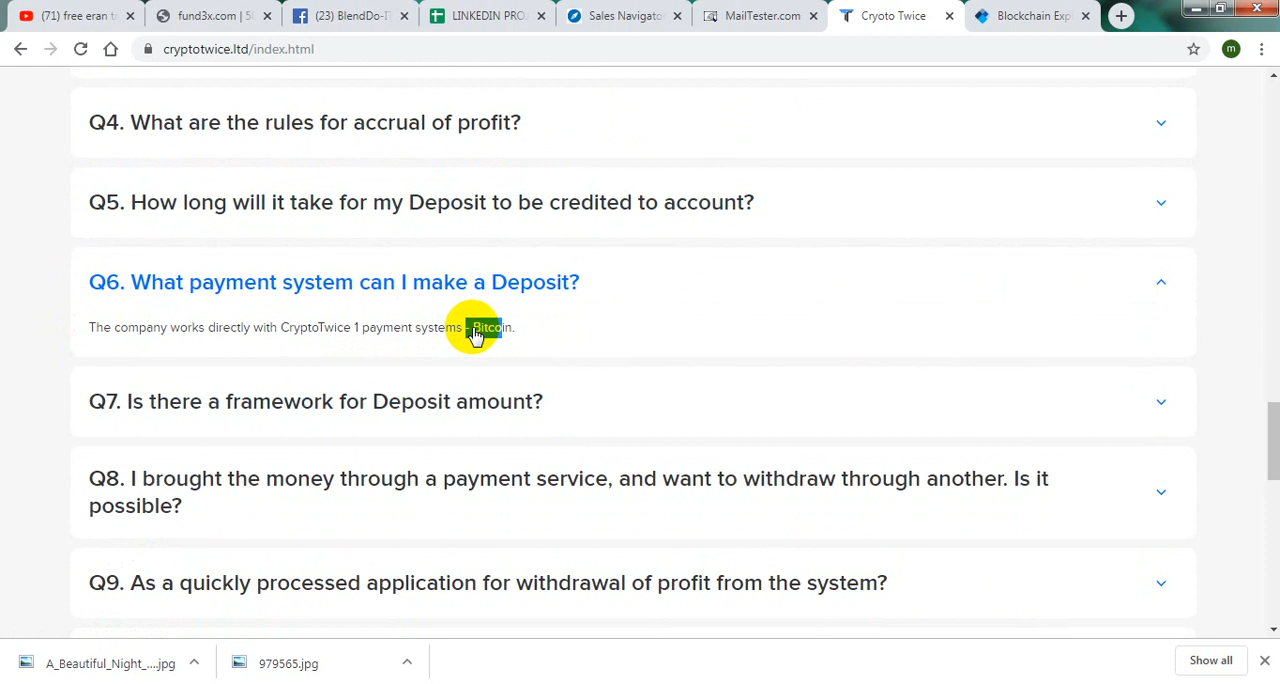 (71) free eran t
fund3x.com | 5
(23) BlendDo-I
LINKEDIN PRO.
Sales Navigato
MailTester.com
Cryoto Twice
Blockchain Exp
cryptotwice.ltd/index.html
m
Q4. What are the rules for accrual of profit?
Q5. How long will it take for my Deposit to be credited to account?
Q6. What payment system can I make a Deposit?
The company works directly with CryptoTwice 1 payment systems - Bitcoin.
Q7. Is there a framework for Deposit amount?
Q8. I brought the money through a payment service, and want to withdraw through another. Is it
possible?
Q9. As a quickly processed application for withdrawal of profit from the system?
A_Beautiful_Night_....jpg
979565.jpg
Show all